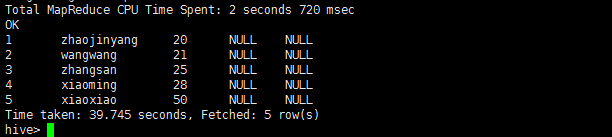 Total MapReduce CPU Time Spent: 2 seconds 720 msec
OK
1 zhaojinyang 20 NULL NULL
2 wangwang 21 NULL NULL
3 zhangsan 25 NULL NULL
4 xiaoming 28 NULL NULL
5 xiaoxiao 50 NULL NULL
Time taken: 39.745 seconds, Fetched: 5 row(s)
hive>